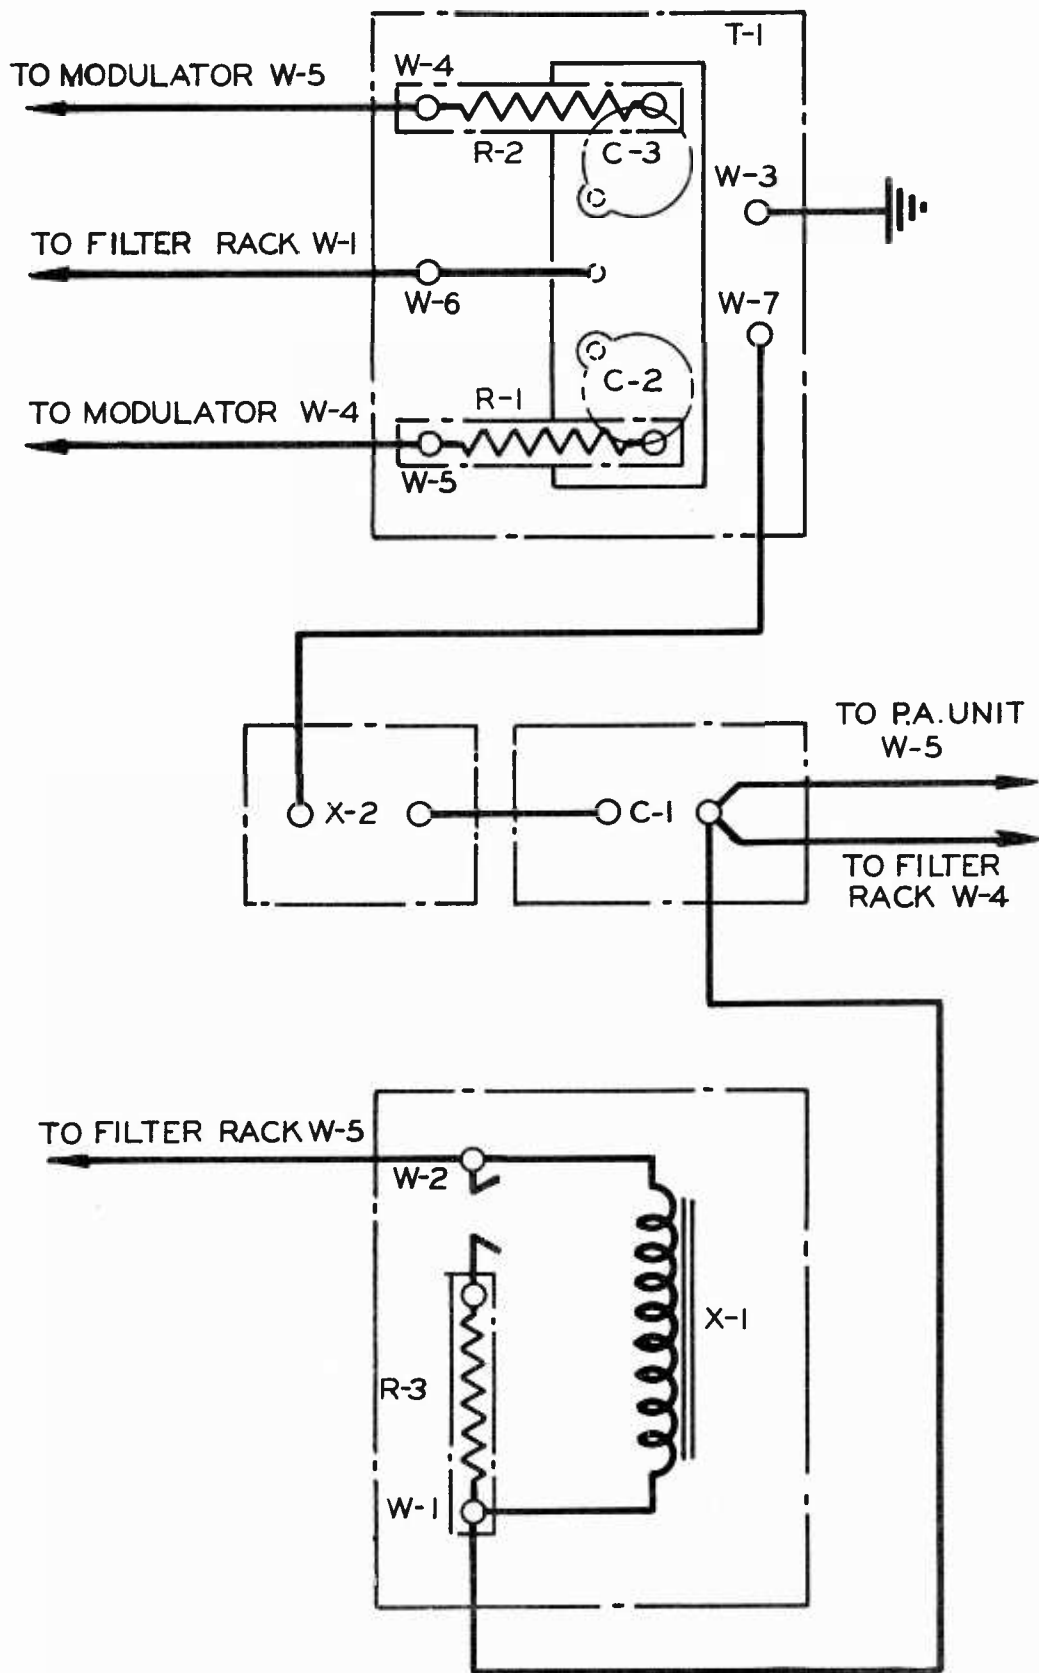 T-1
W-4
TO MODULATOR W-5
R-2
C-3
W-3
TO FILTER RACK W-1
W-6
W-7
C-2
R-1
TO MODULATOR W-4
W-5
TO P.A. UNIT
W-5
X-2
C-1
TO FILTER
RACK W-4
TO FILTER RACK W-5
W-2
X-1
R-3
W-1